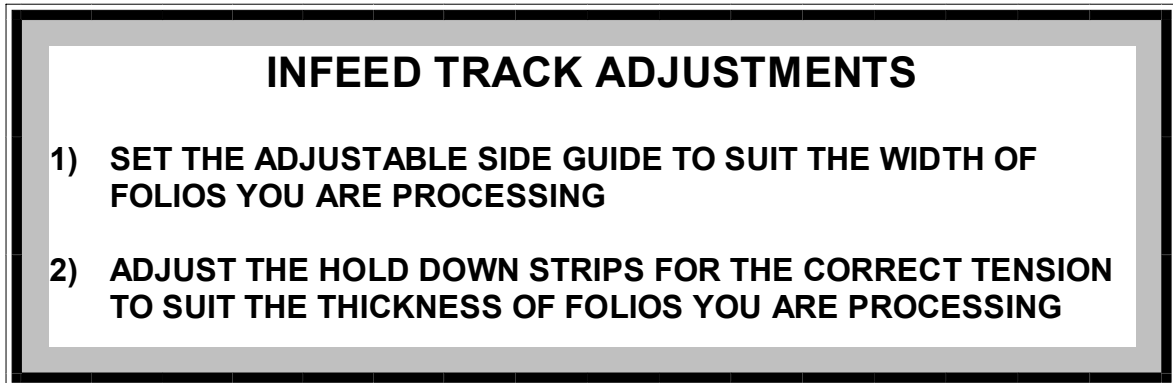 INFEED TRACK ADJUSTMENTS
1) SET THE ADJUSTABLE SIDE GUIDE TO SUIT THE WIDTH OF
FOLIOS YOU ARE PROCESSING
2) ADJUST THE HOLD DOWN STRIPS FOR THE CORRECT TENSION
TO SUIT THE THICKNESS OF FOLIOS YOU ARE PROCESSING